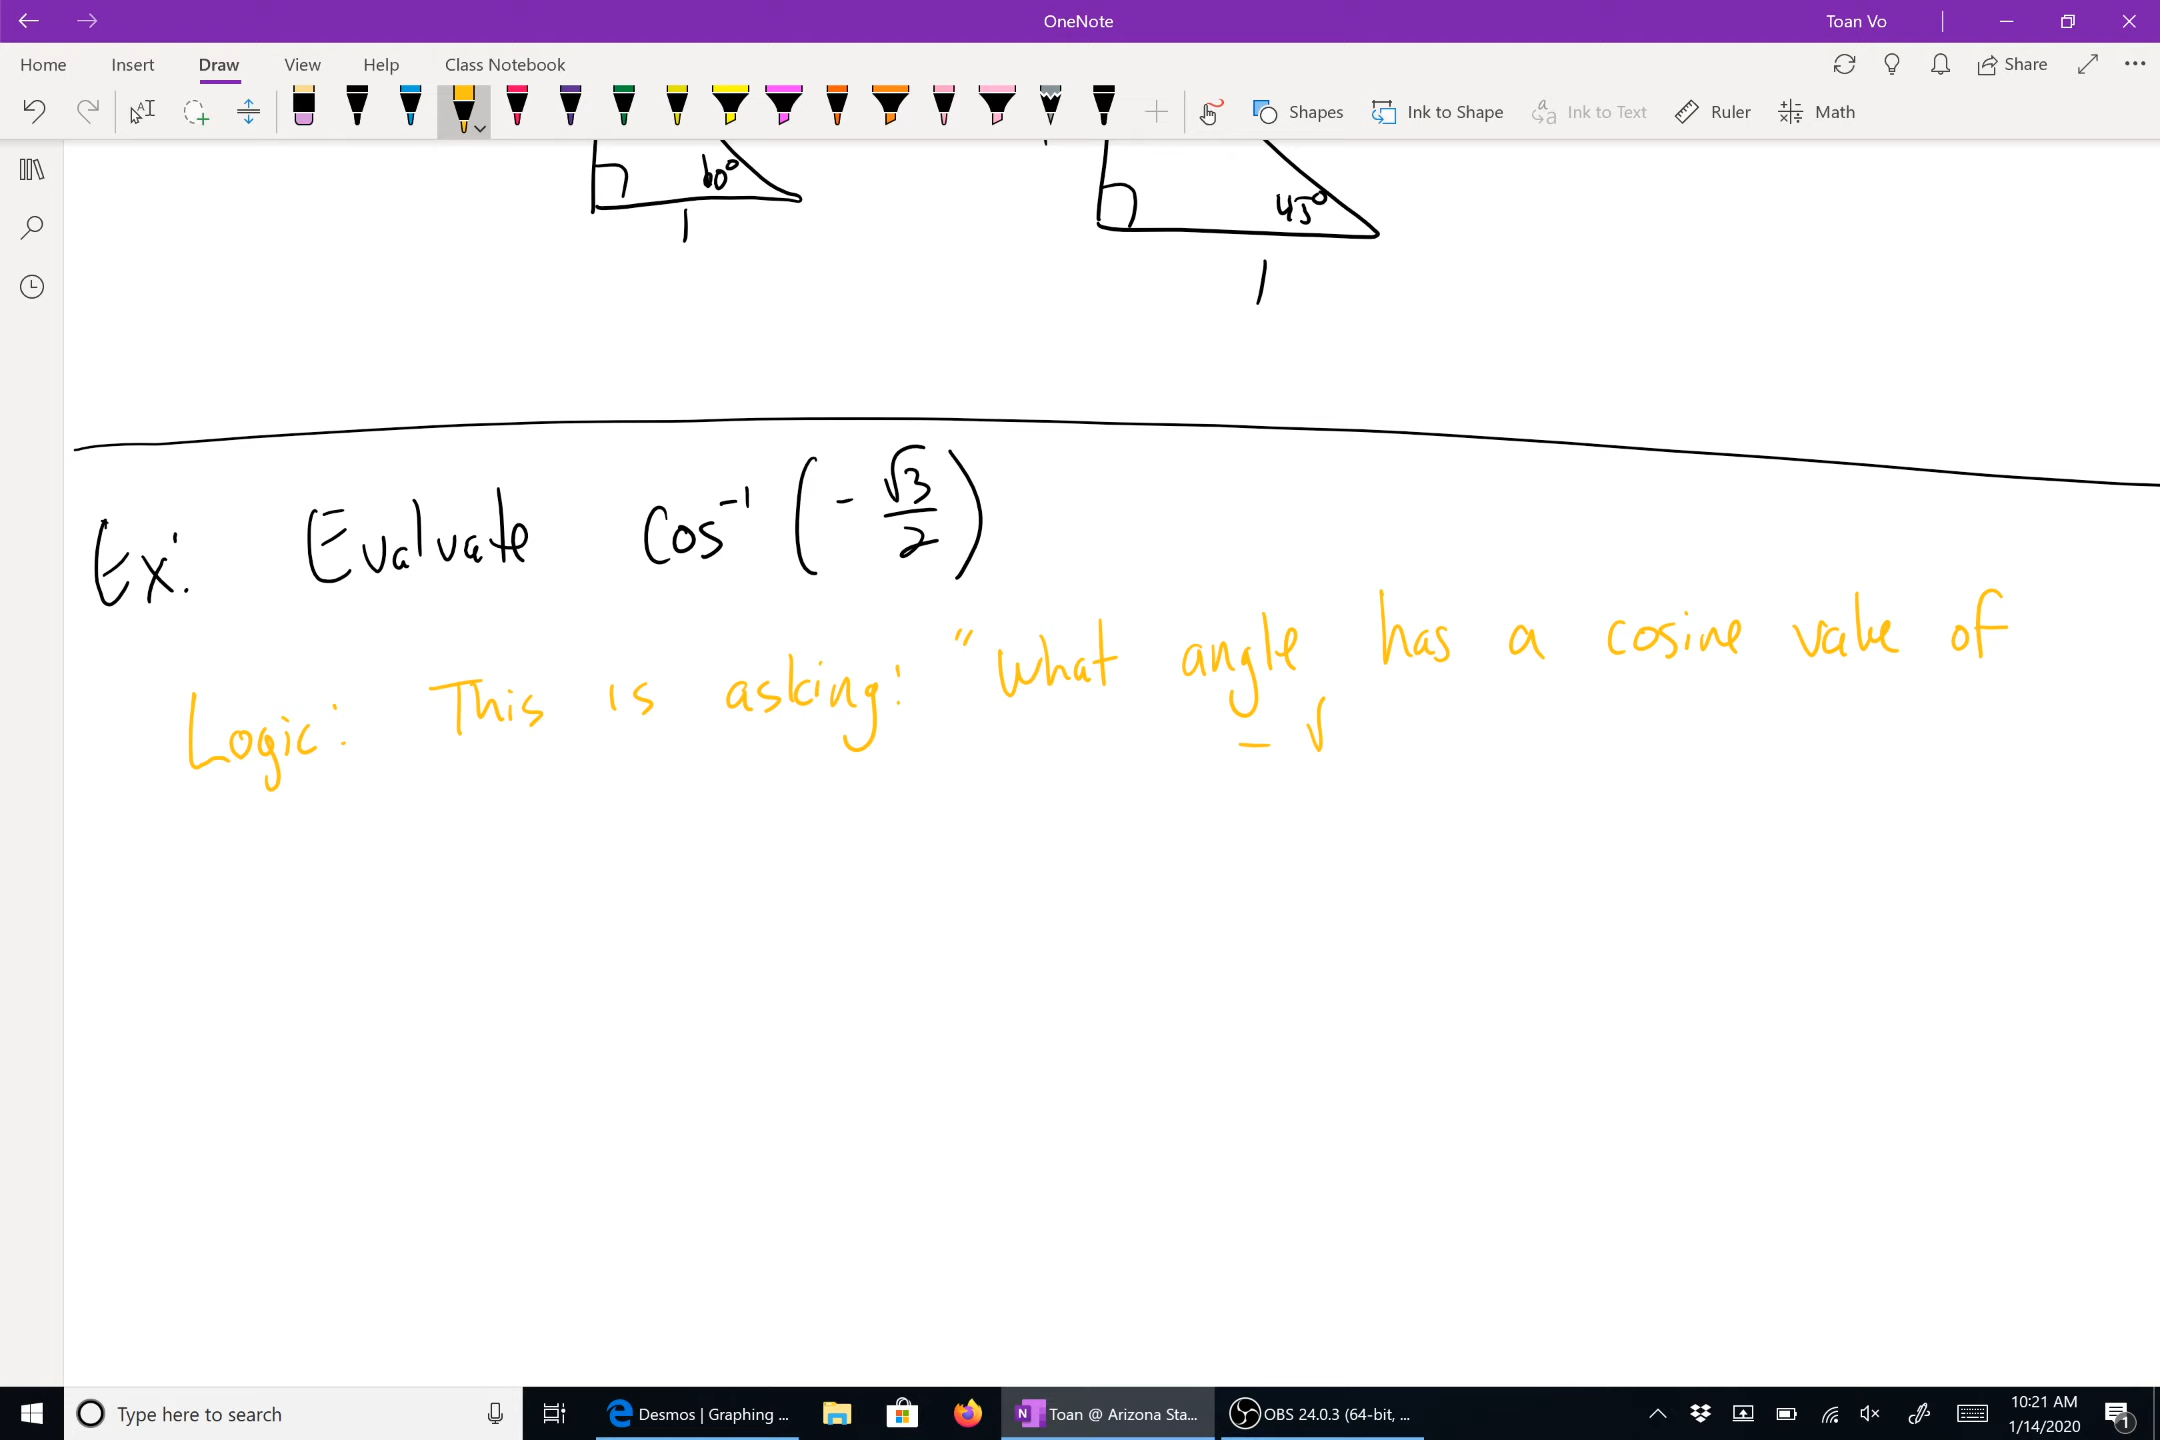 OneNote
Toan Vo
Home Insert Draw View Help Class Notebook Share
Shapes Ink to Shape Ink to Text Ruler Math
60°
45°
1
1
Ex: Evaluate cos⁻¹ (-√3/2)
Logic: This is asking: "What angle has a cosine value of
- √
Type here to search
Desmos | Graphing ...
Toan @ Arizona Sta...
OBS 24.0.3 (64-bit, ...
10:21 AM
1/14/2020
1